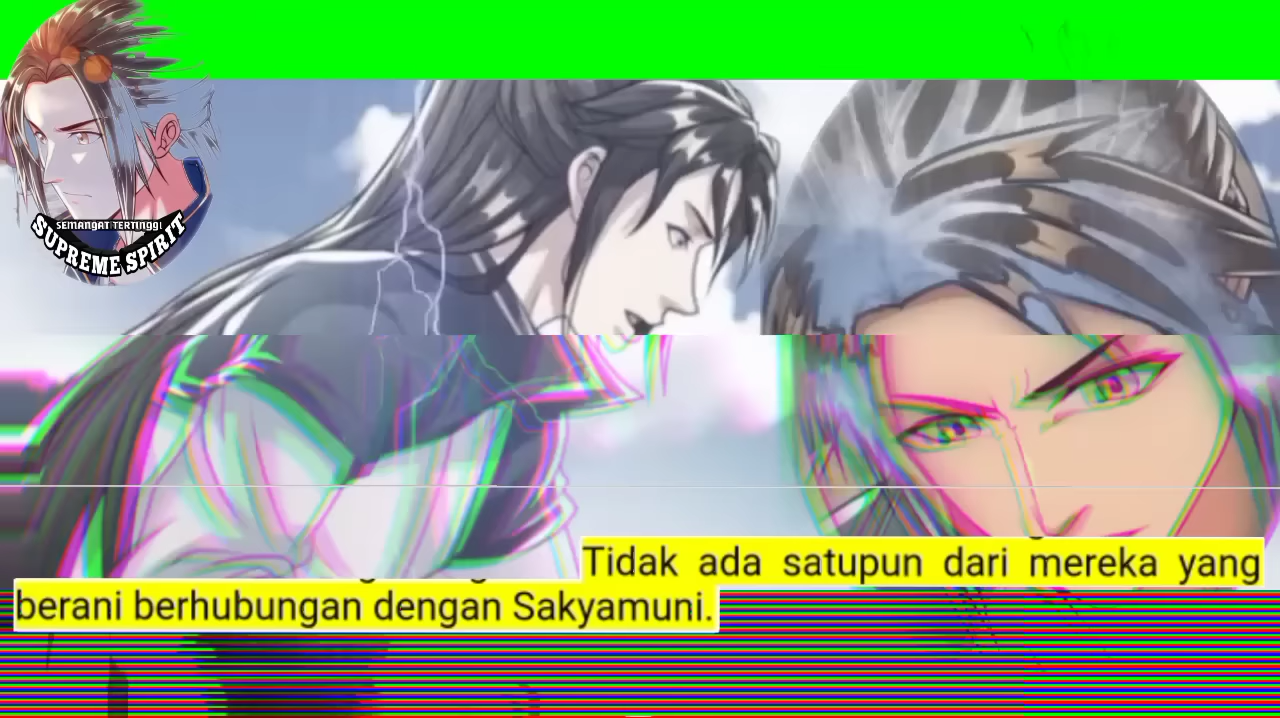 SEMANGAT TERTINGGI
SUPREME SPIRIT
Tidak ada satupun dari mereka yang
berani berhubungan dengan Sakyamuni.